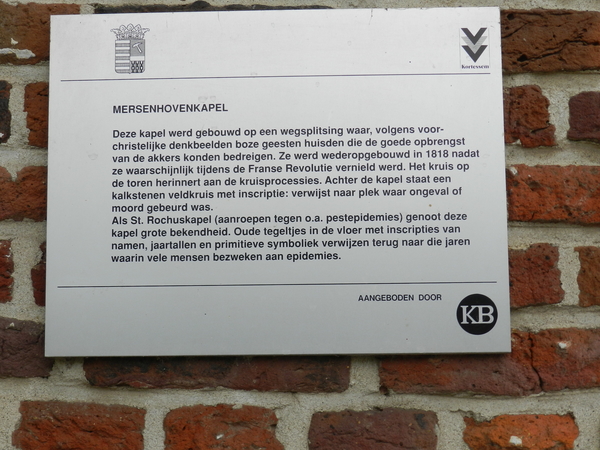 Kortessem
MERSENHOVENKAPEL
Deze kapel werd gebouwd op een wegsplitsing waar, volgens voor-
christelijke denkbeelden boze geesten huisden die de goede opbrengst
van de akkers konden bedreigen. Ze werd wederopgebouwd in 1818 nadat
ze waarschijnlijk tijdens de Franse Revolutie vernield werd. Het kruis op
de toren herinnert aan de kruisprocessies. Achter de kapel staat een
kalkstenen veldkruis met inscriptie: verwijst naar plek waar ongeval of
moord gebeurd was.
Als St. Rochuskapel (aanroepen tegen o.a. pestepidemies) genoot deze
kapel grote bekendheid. Oude tegeltjes in de vloer met inscripties van
namen, jaartallen en primitieve symboliek verwijzen terug naar die jaren
waarin vele mensen bezweken aan epidemies.
AANGEBODEN DOOR
KB